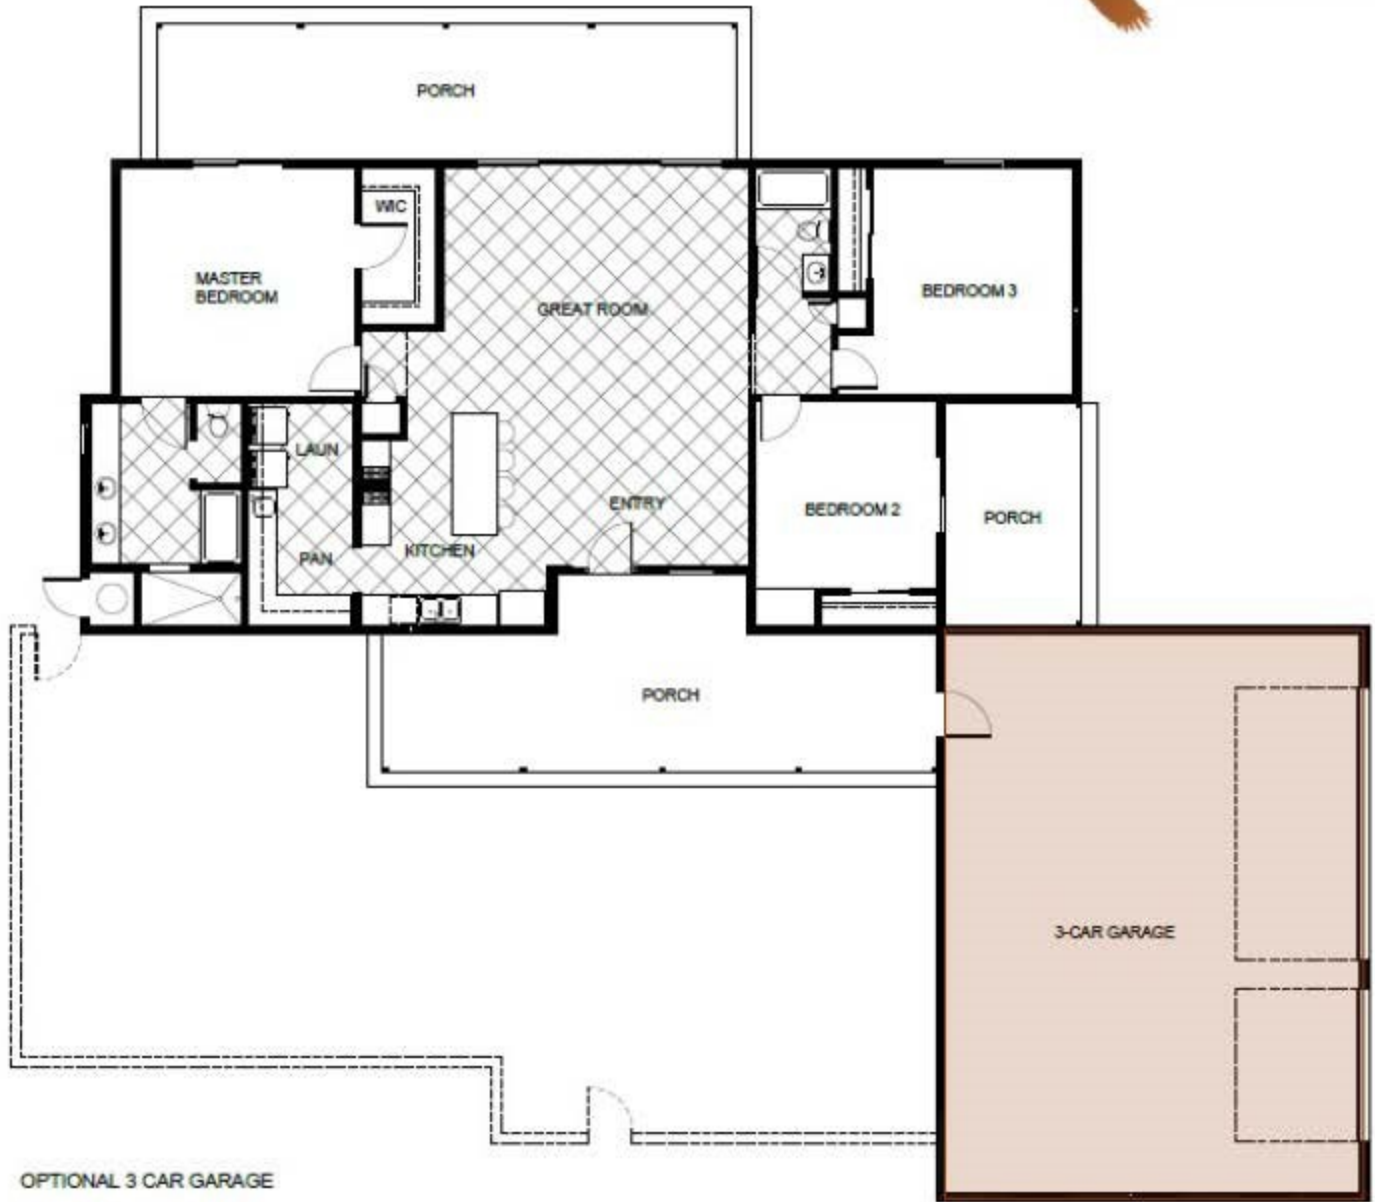 PORCH
WIC
MASTER
BEDROOM
GREAT ROOM
BEDROOM 3
LAUN
ENTRY
BEDROOM 2
PORCH
PAN
KITCHEN
PORCH
3-CAR GARAGE
OPTIONAL 3 CAR GARAGE